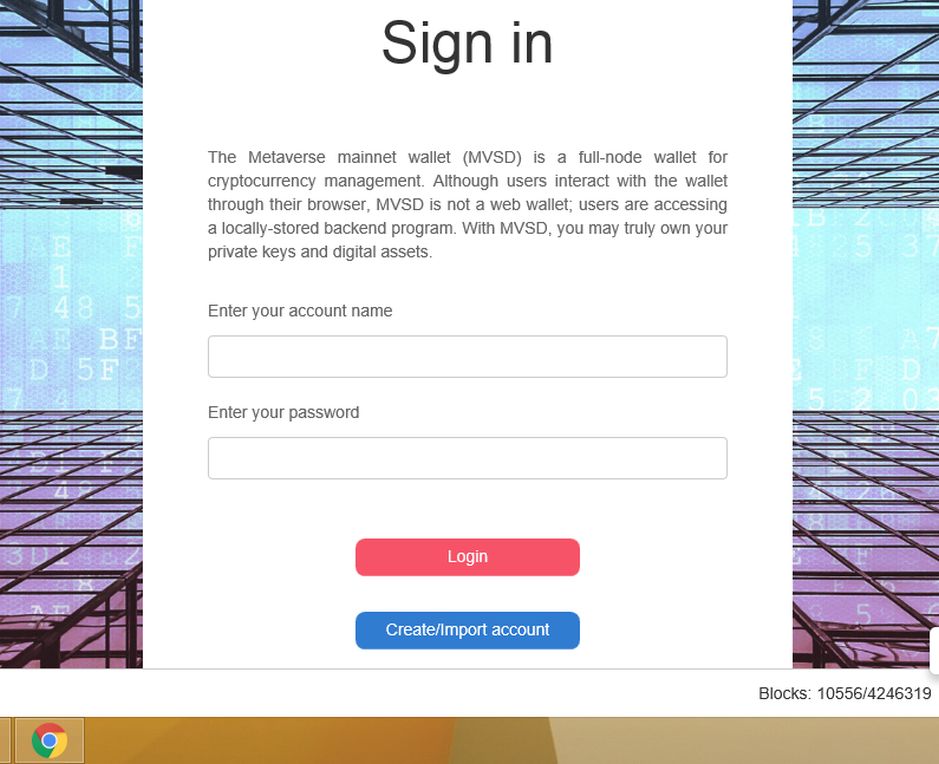 Sign in
The Metaverse mainnet wallet (MVSD) is a full-node wallet for
cryptocurrency management. Although users interact with the wallet
through their browser, MVSD is not a web wallet; users are accessing
a locally-stored backend program. With MVSD, you may truly own your
private keys and digital assets.
Enter your account name
Enter your password
Login
Create/Import account
Blocks: 10556/4246319